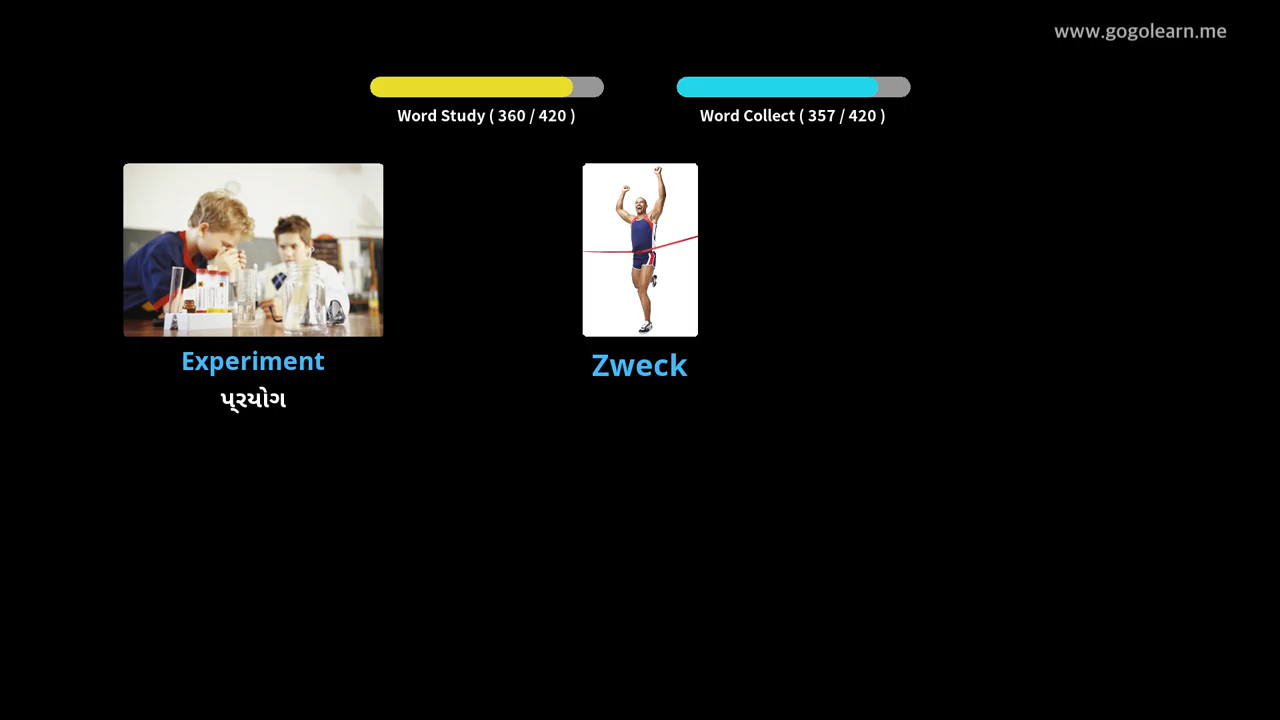 www.gogolearn.me
Word Study ( 360 / 420 )
Word Collect ( 357 / 420 )
Experiment
પ્રયોગ
Zweck